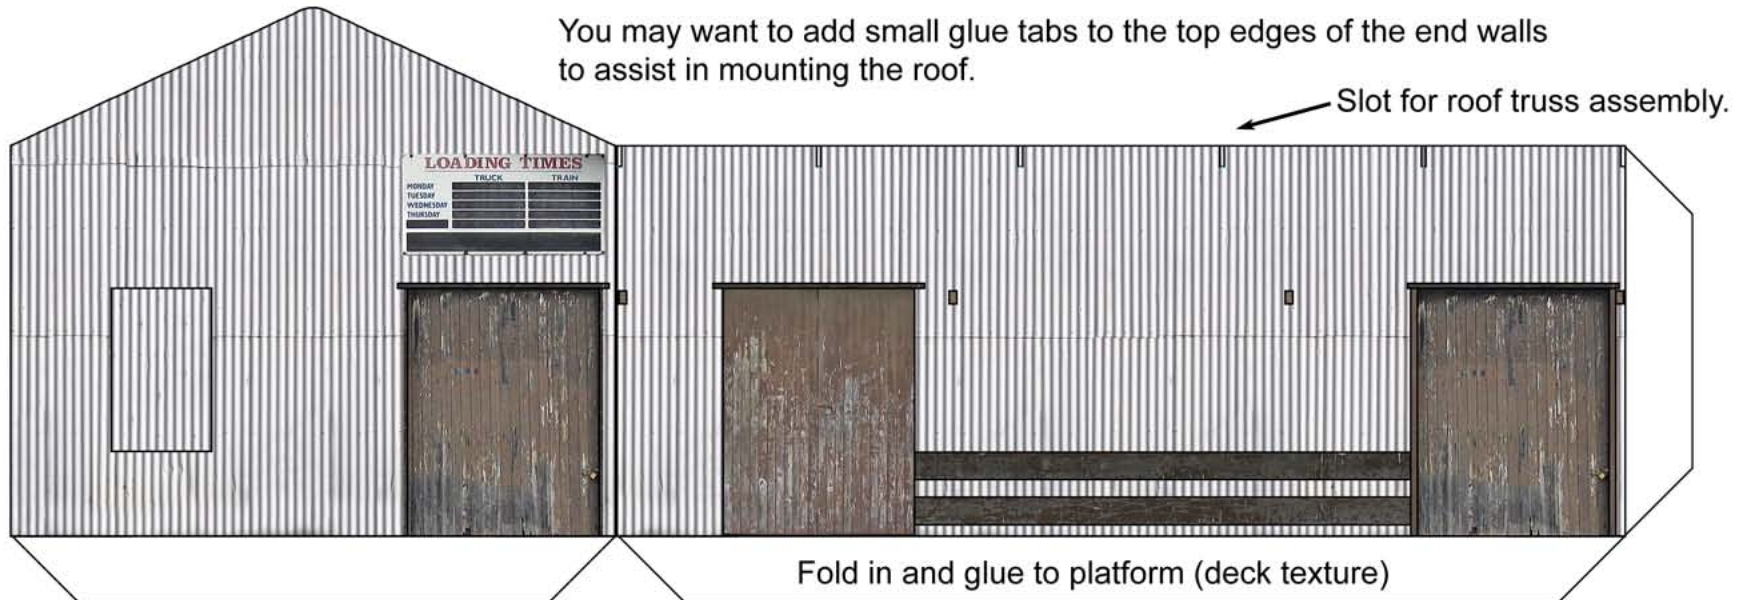 You may want to add small glue tabs to the top edges of the end walls
to assist in mounting the roof.
Slot for roof truss assembly.
LOADING TIMES
TRUCK TRAIN
MONDAY
TUESDAY
WEDNESDAY
THURSDAY
Fold in and glue to platform (deck texture)